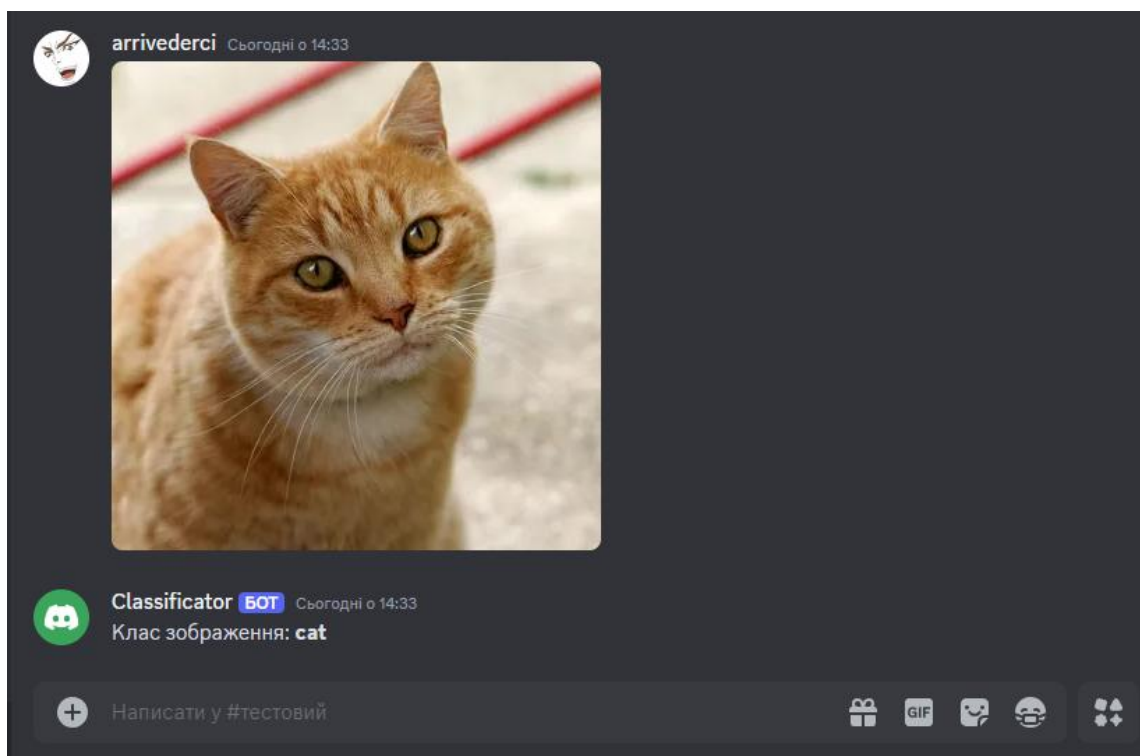 arrivederci Сьогодні о 14:33
Classificator БОТ Сьогодні о 14:33
Клас зображення: cat
Написати у #тестовий
GIF